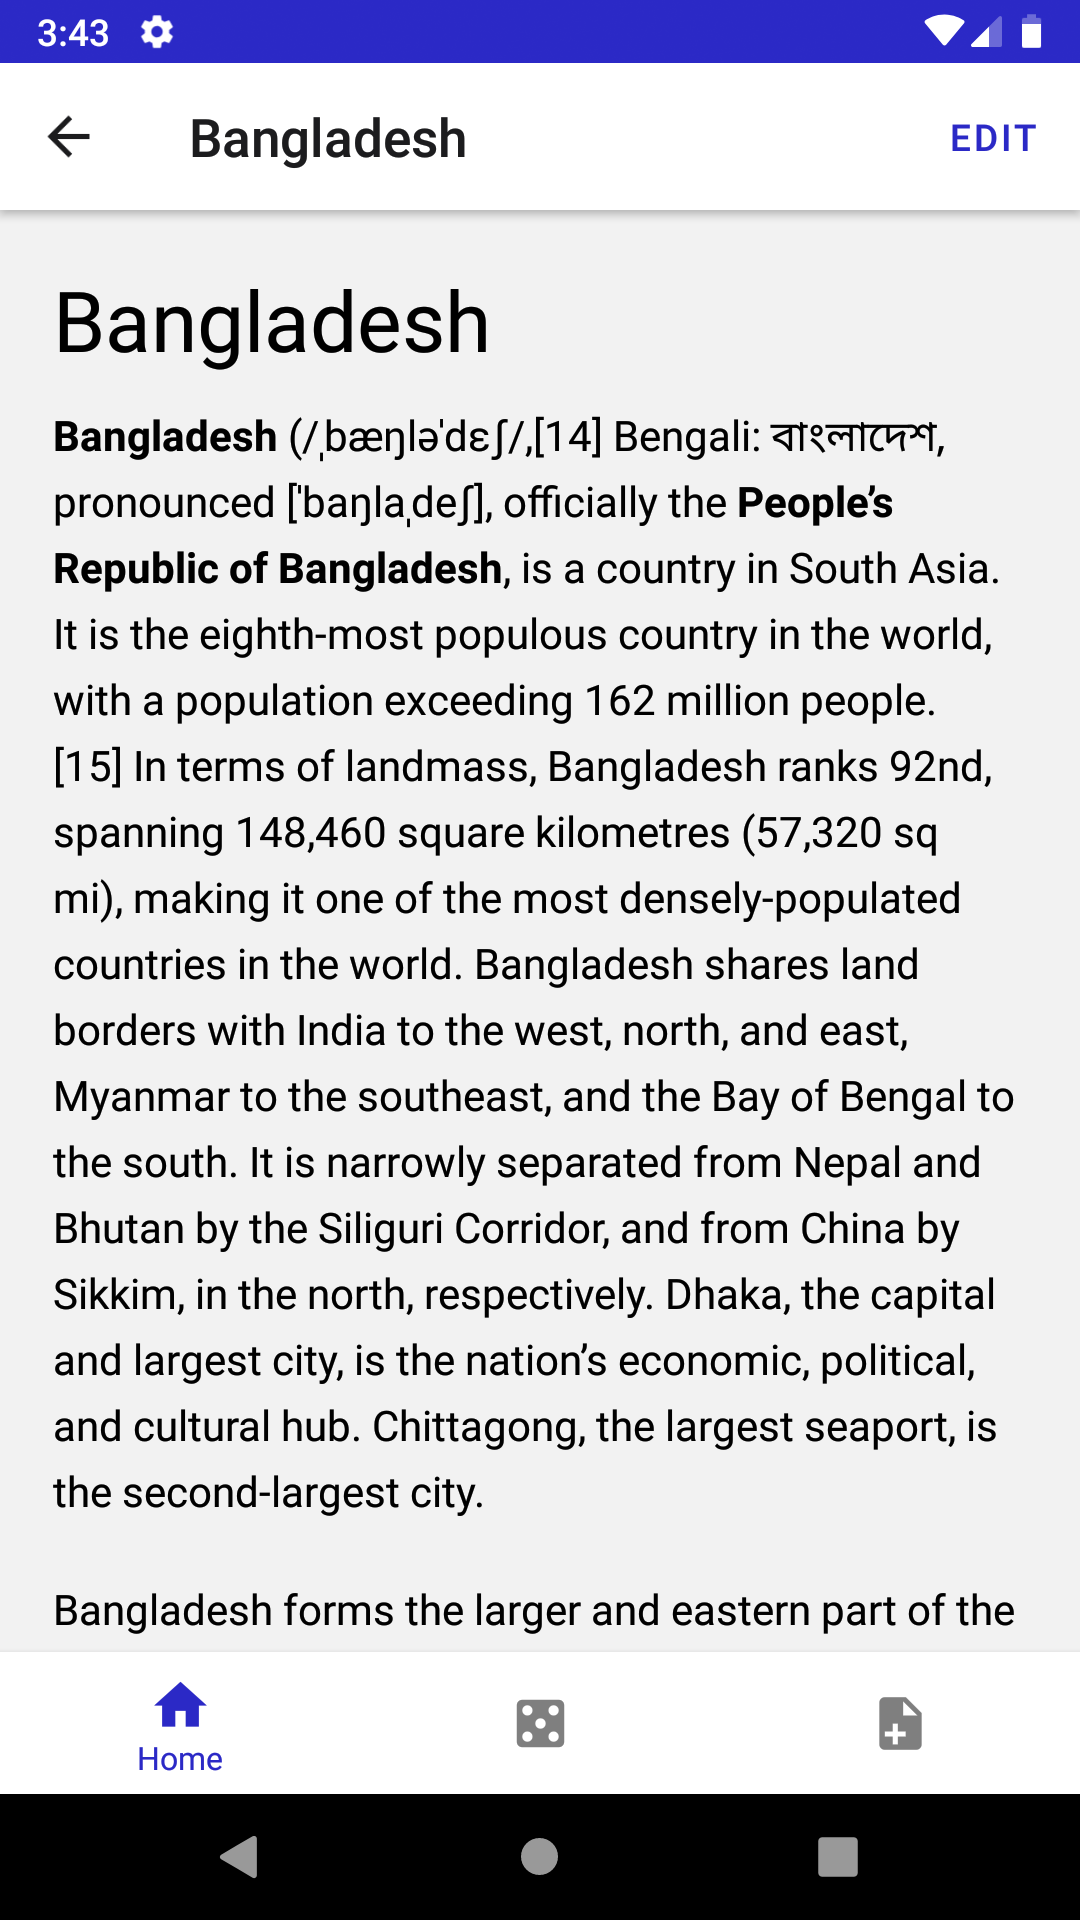 3:43
Bangladesh
EDIT
Bangladesh
Bangladesh (/ˌbæŋləˈdɛʃ/,[14] Bengali: বাংলাদেশ,
pronounced [ˈbaŋlaˌdeʃ], officially the People’s
Republic of Bangladesh, is a country in South Asia.
It is the eighth-most populous country in the world,
with a population exceeding 162 million people.
[15] In terms of landmass, Bangladesh ranks 92nd,
spanning 148,460 square kilometres (57,320 sq
mi), making it one of the most densely-populated
countries in the world. Bangladesh shares land
borders with India to the west, north, and east,
Myanmar to the southeast, and the Bay of Bengal to
the south. It is narrowly separated from Nepal and
Bhutan by the Siliguri Corridor, and from China by
Sikkim, in the north, respectively. Dhaka, the capital
and largest city, is the nation’s economic, political,
and cultural hub. Chittagong, the largest seaport, is
the second-largest city.
Bangladesh forms the larger and eastern part of the
Home